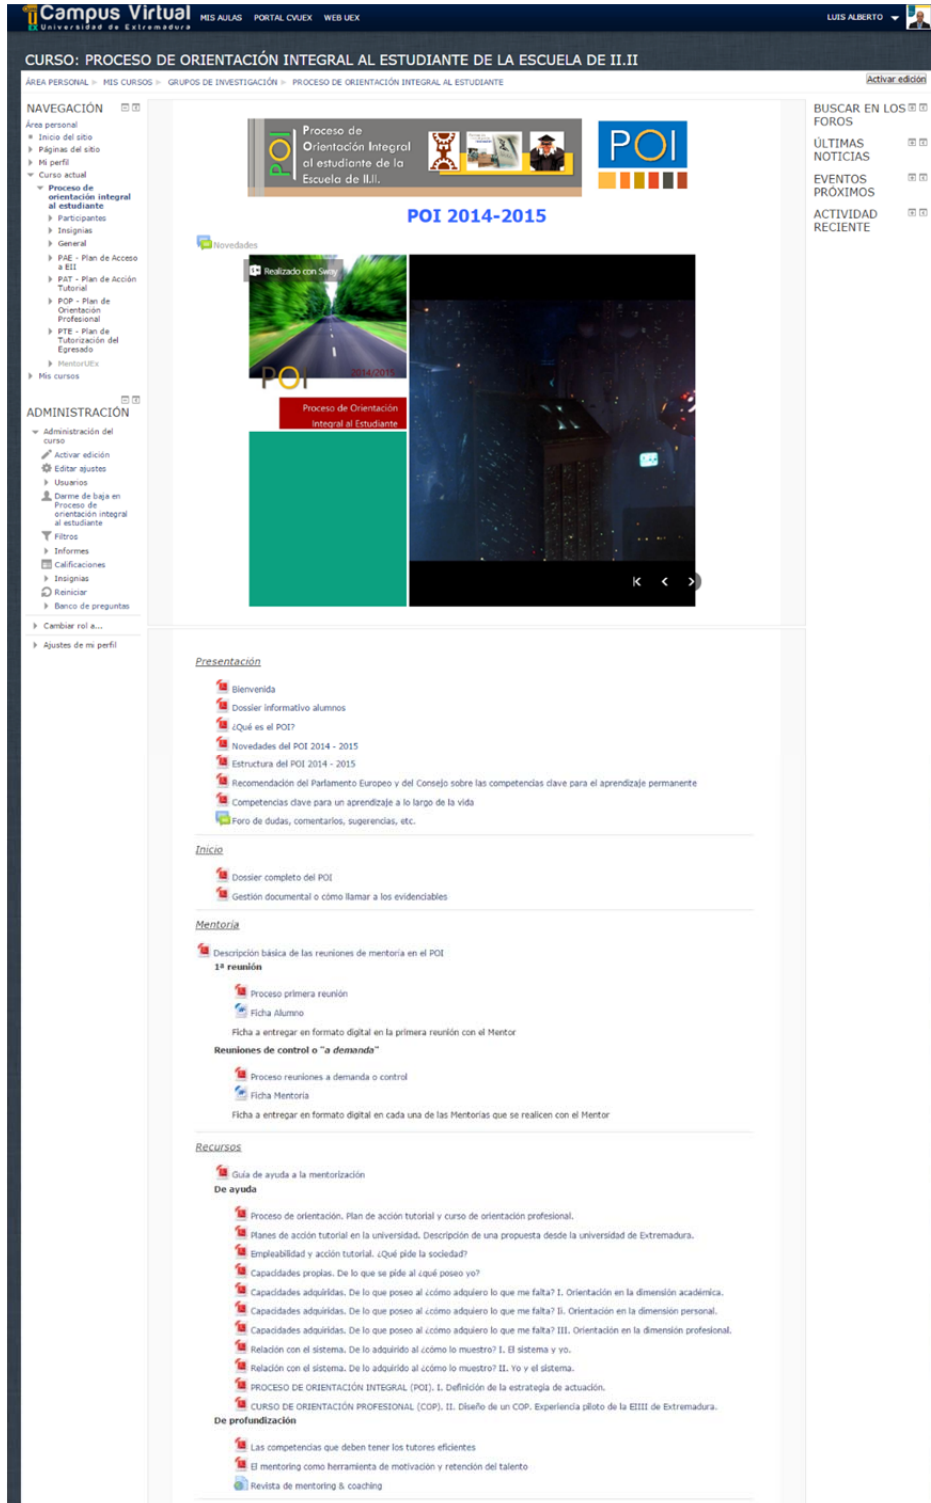 Campus Virtual
Universidad de Extremadura
MIS AULAS PORTAL CVUEX WEB UEX
LUIS ALBERTO
CURSO: PROCESO DE ORIENTACIÓN INTEGRAL AL ESTUDIANTE DE LA ESCUELA DE II.II
ÁREA PERSONAL ► MIS CURSOS ► GRUPOS DE INVESTIGACIÓN ► PROCESO DE ORIENTACIÓN INTEGRAL AL ESTUDIANTE
Activar edición
NAVEGACIÓN
Área personal
Inicio del sitio
Páginas del sitio
Mi perfil
Curso actual
Proceso de
orientación integral
al estudiante
Participantes
Insignias
General
PAE - Plan de Acceso
a EII
PAT - Plan de Acción
Tutorial
POP - Plan de
Orientación
Profesional
PTE - Plan de
Tutorización del
Egresado
MentorUEx
Mis cursos
ADMINISTRACIÓN
Administración del
curso
Activar edición
Editar ajustes
Usuarios
Darme de baja en
Proceso de
orientación integral
al estudiante
Filtros
Informes
Calificaciones
Insignias
Reiniciar
Banco de preguntas
Cambiar rol a...
Ajustes de mi perfil
POI
Proceso de
Orientación Integral
al estudiante de la
Escuela de II.II.
POI
POI 2014-2015
Novedades
Realizado con Sway
POI
2014/2015
Proceso de Orientación
Integral al Estudiante
BUSCAR EN LOS
FOROS
ÚLTIMAS
NOTICIAS
EVENTOS
PRÓXIMOS
ACTIVIDAD
RECIENTE
Presentación
Bienvenida
Dossier informativo alumnos
¿Qué es el POI?
Novedades del POI 2014 - 2015
Estructura del POI 2014 - 2015
Recomendación del Parlamento Europeo y del Consejo sobre las competencias clave para el aprendizaje permanente
Competencias clave para un aprendizaje a lo largo de la vida
Foro de dudas, comentarios, sugerencias, etc.
Inicio
Dossier completo del POI
Gestión documental o cómo llamar a los evidenciables
Mentoría
Descripción básica de las reuniones de mentoría en el POI
1ª reunión
Proceso primera reunión
Ficha Alumno
Ficha a entregar en formato digital en la primera reunión con el Mentor
Reuniones de control o "a demanda"
Proceso reuniones a demanda o control
Ficha Mentoria
Ficha a entregar en formato digital en cada una de las Mentorías que se realicen con el Mentor
Recursos
Guía de ayuda a la mentorización
De ayuda
Proceso de orientación. Plan de acción tutorial y curso de orientación profesional.
Planes de acción tutorial en la universidad. Descripción de una propuesta desde la universidad de Extremadura.
Empleabilidad y acción tutorial. ¿Qué pide la sociedad?
Capacidades propias. De lo que se pide al ¿qué poseo yo?
Capacidades adquiridas. De lo que poseo al ¿cómo adquiero lo que me falta? I. Orientación en la dimensión académica.
Capacidades adquiridas. De lo que poseo al ¿cómo adquiero lo que me falta? Ii. Orientación en la dimensión personal.
Capacidades adquiridas. De lo que poseo al ¿cómo adquiero lo que me falta? III. Orientación en la dimensión profesional.
Relación con el sistema. De lo adquirido al ¿cómo lo muestro? I. El sistema y yo.
Relación con el sistema. De lo adquirido al ¿cómo lo muestro? II. Yo y el sistema.
PROCESO DE ORIENTACIÓN INTEGRAL (POI). I. Definición de la estrategia de actuación.
CURSO DE ORIENTACIÓN PROFESIONAL (COP). II. Diseño de un COP. Experiencia piloto de la EIIII de Extremadura.
De profundización
Las competencias que deben tener los tutores eficientes
El mentoring como herramienta de motivación y retención del talento
Revista de mentoring & coaching